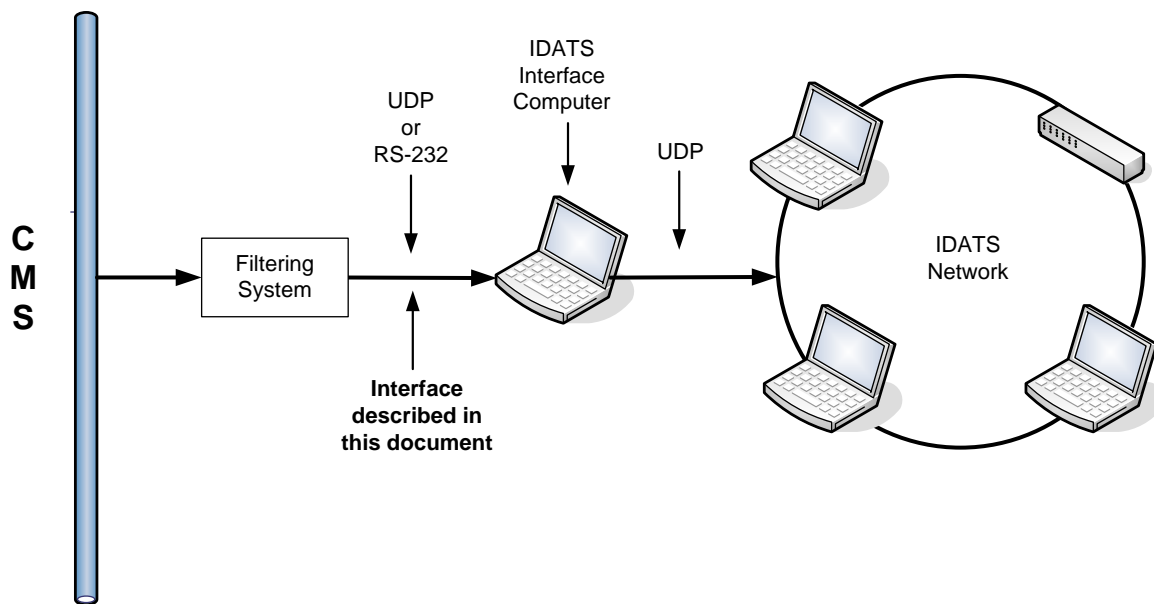 C
M
S
Filtering
System
UDP
or
RS-232
Interface
described in
this document
IDATS
Interface
Computer
UDP
IDATS
Network